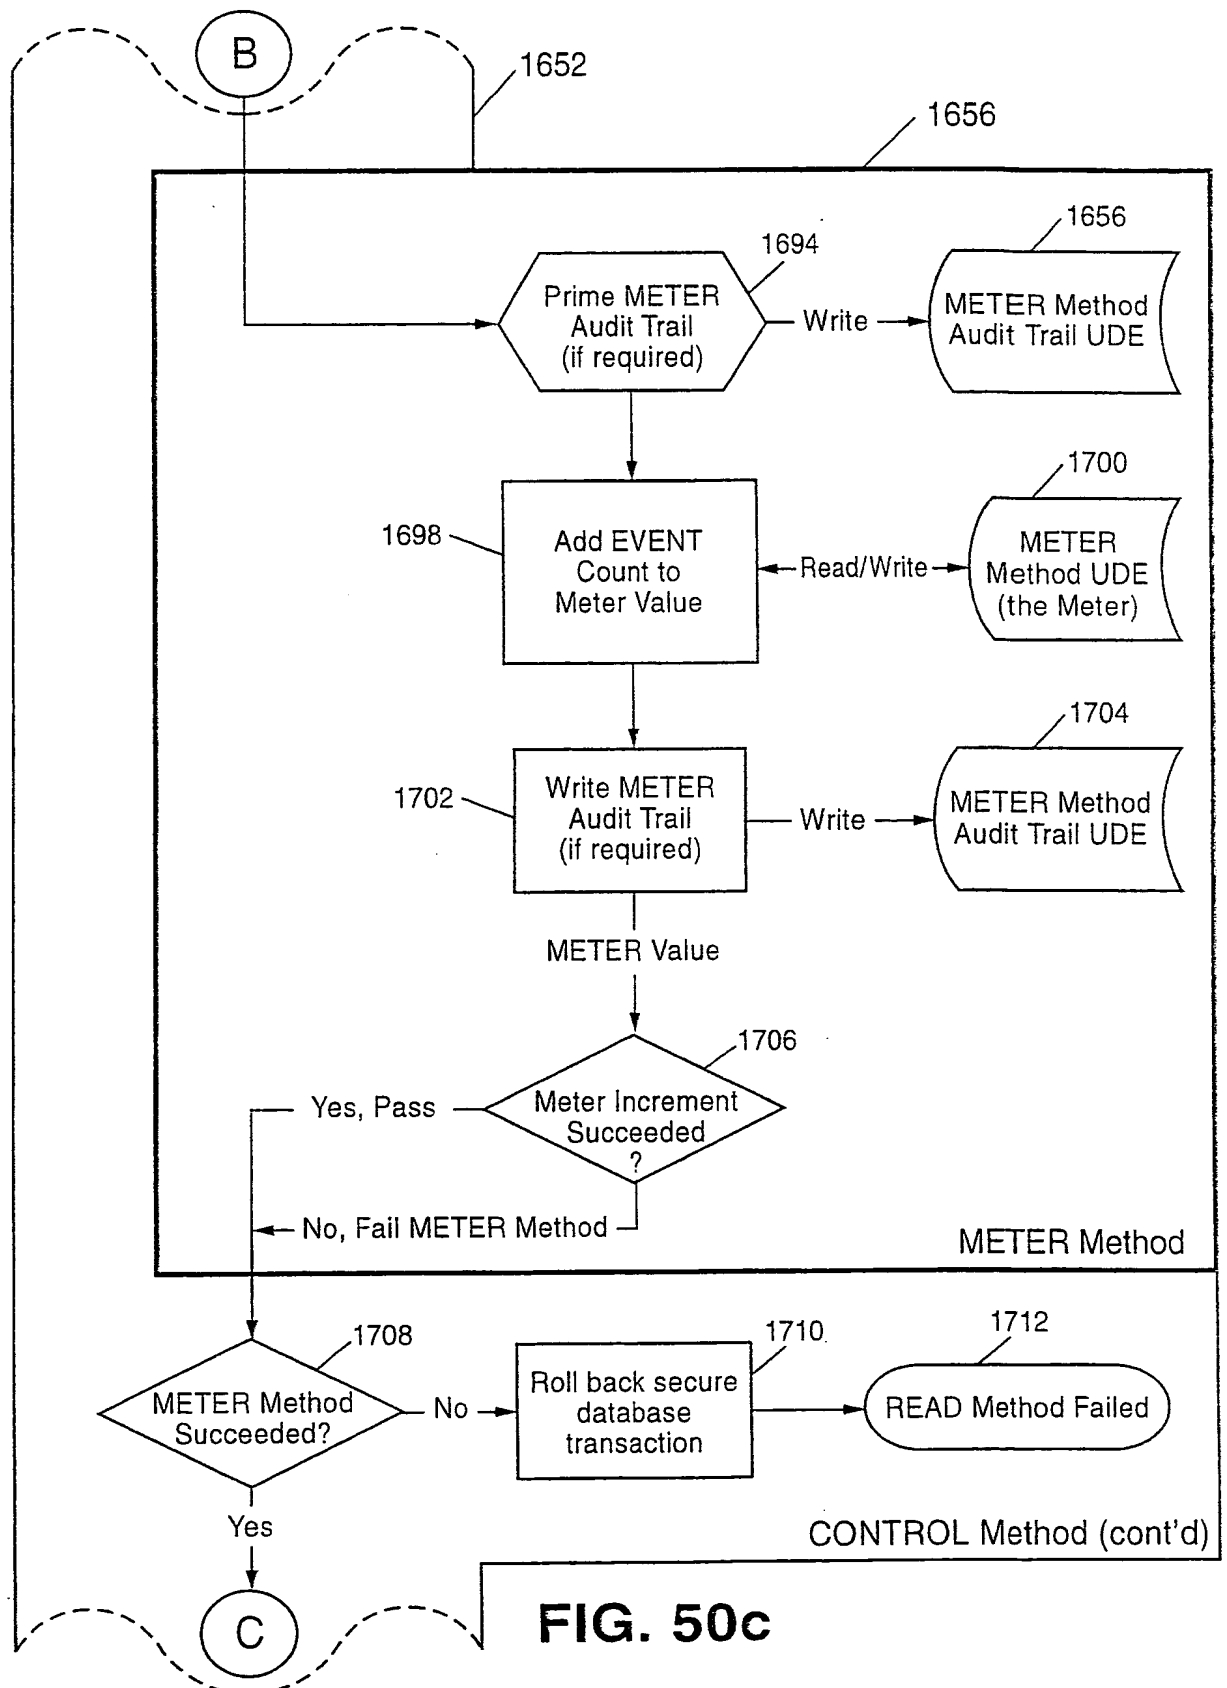 B
1652
1656
1656
1694
Prime METER
Audit Trail
(if required)
Write
METER Method
Audit Trail UDE
1700
1698
Add EVENT
Count to
Meter Value
Read/Write
METER
Method UDE
(the Meter)
1704
1702
Write METER
Audit Trail
(if required)
Write
METER Method
Audit Trail UDE
METER Value
1706
Yes, Pass
Meter Increment
Succeeded
?
No, Fail METER Method
METER Method
1708
METER Method
Succeeded?
No
1710
Roll back secure
database
transaction
1712
READ Method Failed
Yes
CONTROL Method (cont'd)
C
FIG. 50c